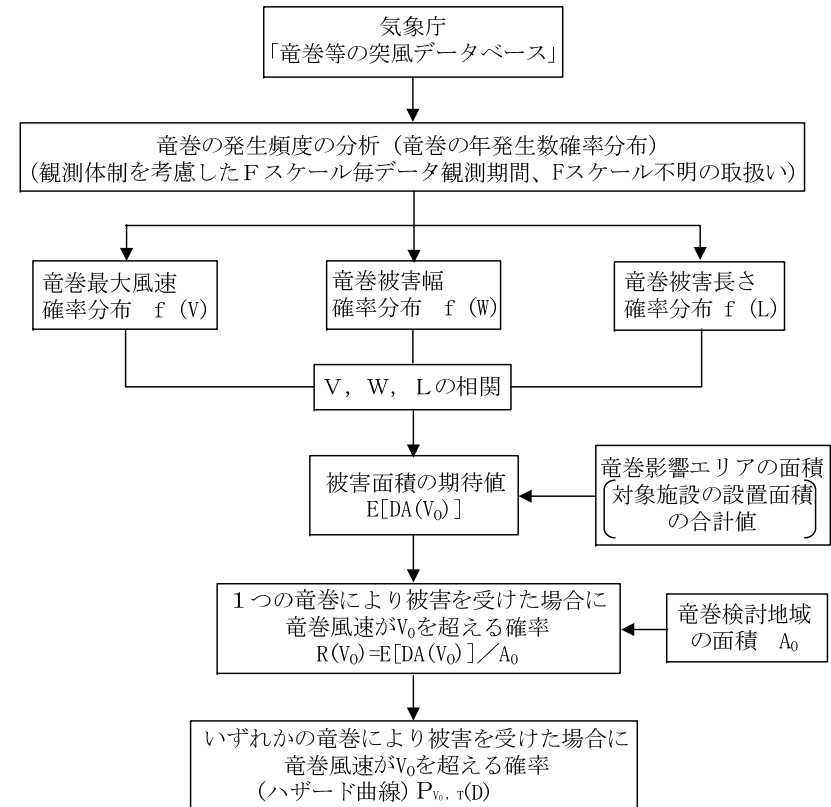 気象庁
「竜巻等の突風データベース」
竜巻の発生頻度の分析（竜巻の年発生数確率分布）
（観測体制を考慮したＦスケール毎データ観測期間、Fスケール不明の取扱い）
竜巻最大風速
確率分布　f (V)
竜巻被害幅
確率分布　f (W)
竜巻被害長さ
確率分布 f (L)
Ｖ，Ｗ，Ｌの相関
被害面積の期待値
E[DA(V₀)]
竜巻影響エリアの面積
対象施設の設置面積
の合計値
１つの竜巻により被害を受けた場合に
竜巻風速がV₀を超える確率
R(V₀)=E[DA(V₀)]／A₀
竜巻検討地域
の面積　A₀
いずれかの竜巻により被害を受けた場合に
竜巻風速がV₀を超える確率
（ハザード曲線）P_{V₀, T}(D)